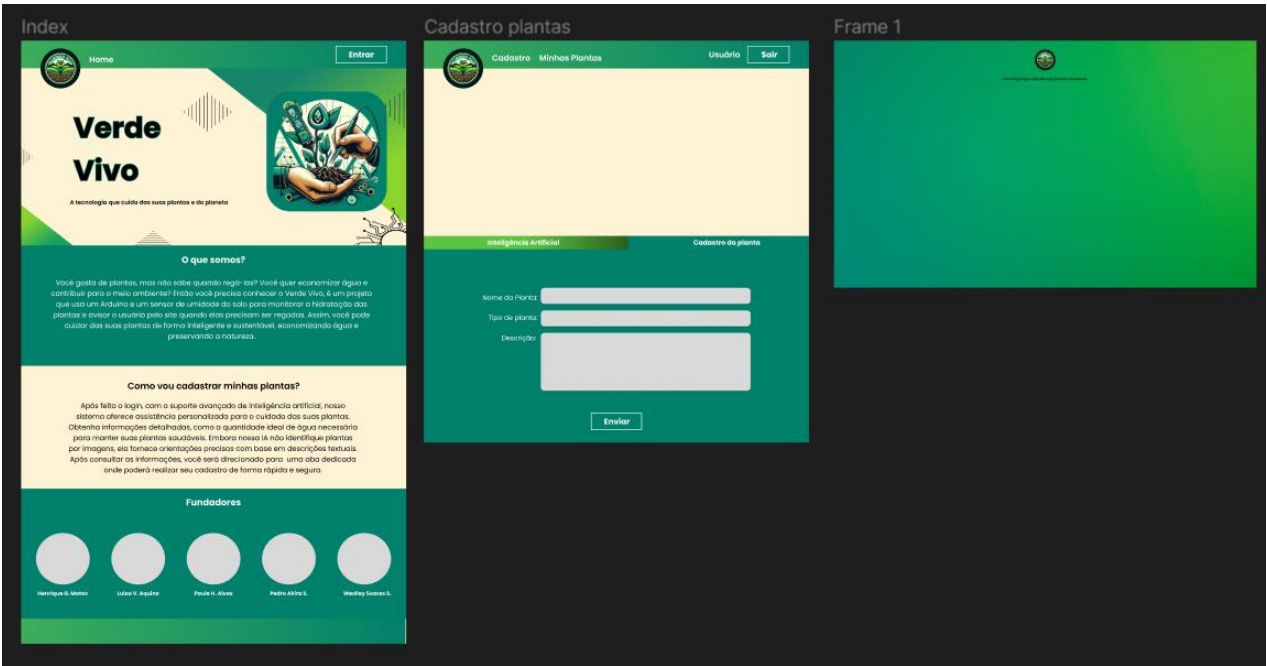 Index
Home
Entrar
Verde
Vivo
A tecnologia que cuida das suas plantas e do planeta
O que somos?
Você gosta de plantas, mas não sabe quando regá-las? Você quer economizar água e
contribuir para o meio ambiente? Então você precisa conhecer o Verde Vivo, é um projeto
que usa um Arduino e um sensor de umidade do solo para monitorar a hidratação das
plantas e avisar o usuário pelo site quando elas precisam ser regadas. Assim, você pode
cuidar das suas plantas de forma inteligente e sustentável, economizando água e
preservando a natureza.
Como vou cadastrar minhas plantas?
Após feito o login, com o suporte avançado de inteligência artificial, nosso
sistema oferece assistência personalizada para o cuidado das suas plantas.
Obtenha informações detalhadas, como a quantidade ideal de água necessária
para manter suas plantas saudáveis. Embora nossa IA não identifique plantas
por imagens, ela fornece orientações precisas com base em descrições textuais.
Após consultar as informações, você será direcionado para uma aba dedicada
onde poderá realizar seu cadastro de forma rápida e segura.
Fundadores
Henrique G. Matos
Luisa V. Aquino
Paulo H. Alves
Pedro Akira S.
Weslley Soares S.
Cadastro plantas
Cadastro Minhas Plantas
Usuário
Sair
Inteligência Artificial
Cadastro da planta
Nome da Planta:
Tipo de planta:
Descrição:
Enviar
Frame 1